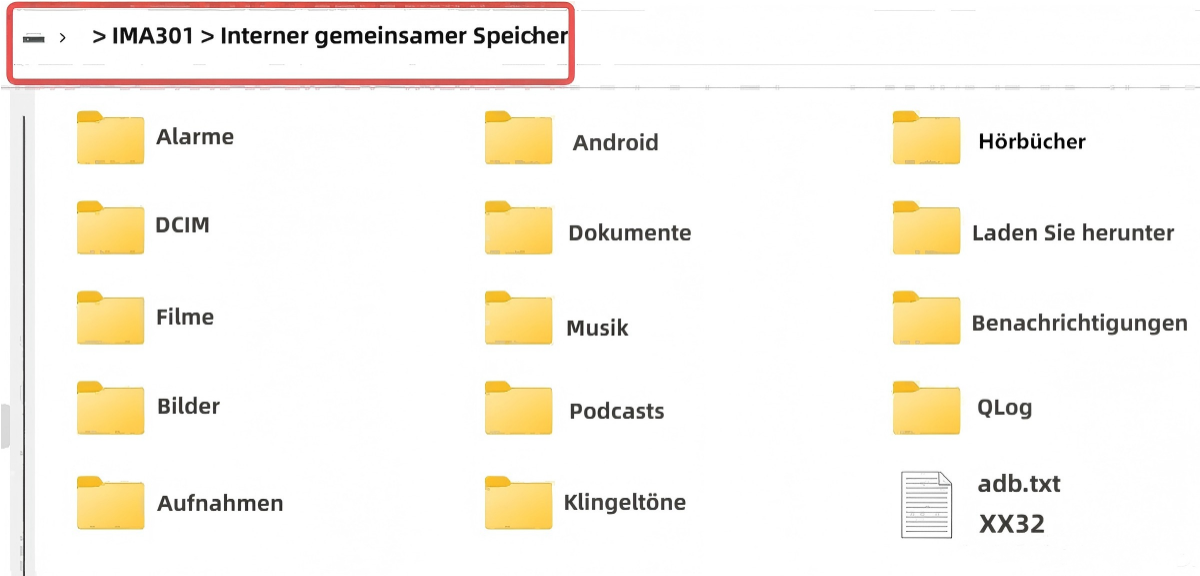 > IMA301 > Interner gemeinsamer Speicher
Alarme
Android
Hörbücher
DCIM
Dokumente
Laden Sie herunter
Filme
Musik
Benachrichtigungen
Bilder
Podcasts
QLog
Aufnahmen
Klingeltöne
adb.txt
XX32